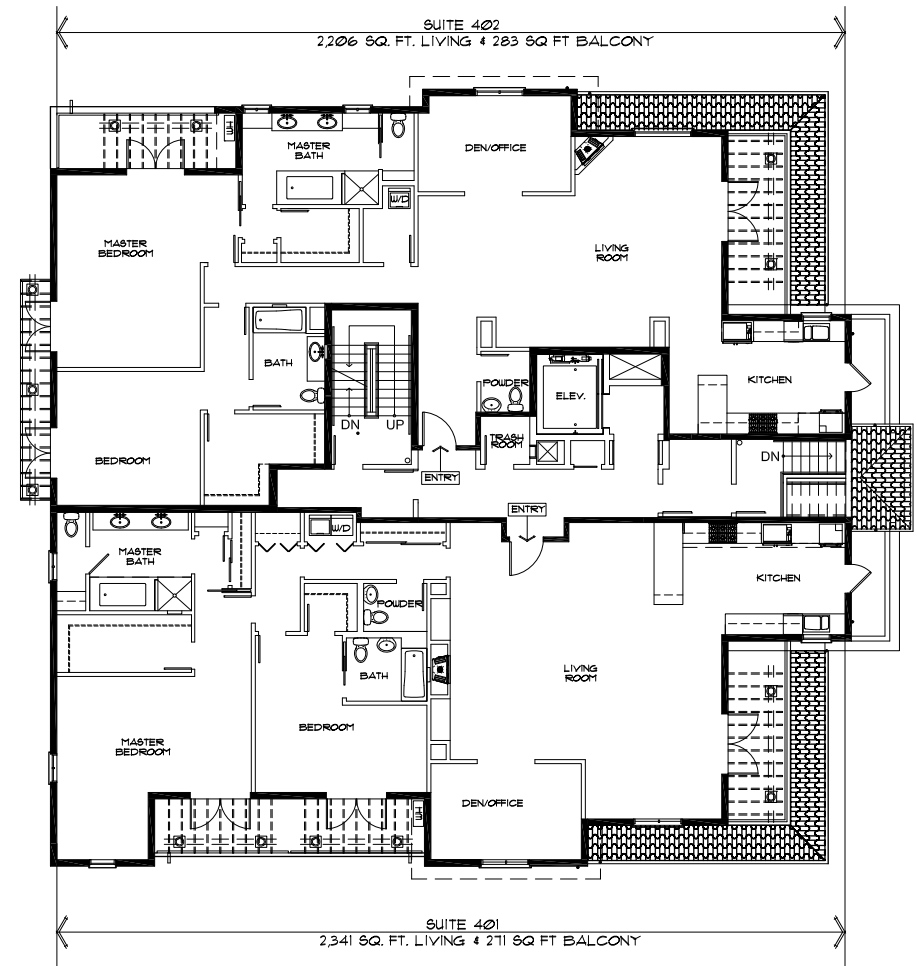 SUITE 402
2,206 SQ. FT. LIVING & 283 SQ FT BALCONY
HM
MASTER
BATH
DEN/OFFICE
W/D
MASTER
BEDROOM
LIVING
ROOM
BATH
KITCHEN
POWDER
ELEV.
DN
UP
TRASH
ROOM
BEDROOM
DN
ENTRY
ENTRY
W/D
MASTER
BATH
KITCHEN
POWDER
BATH
LIVING
ROOM
BEDROOM
MASTER
BEDROOM
DEN/OFFICE
HM
SUITE 401
2,341 SQ. FT. LIVING & 271 SQ FT BALCONY